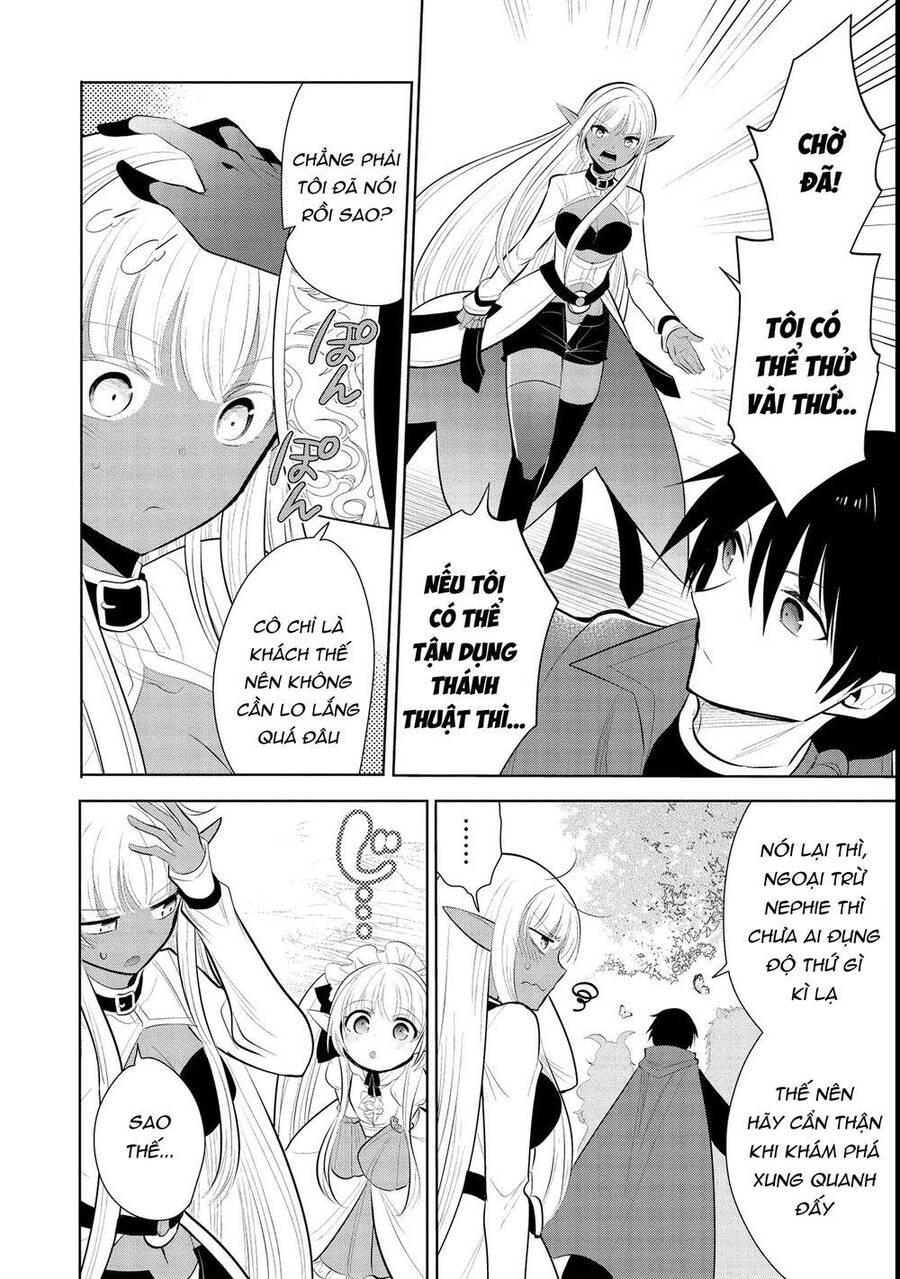 CHỜ
ĐÃ!
TÔI CÓ
THỂ THỬ
VÀI THỨ...
NẾU TÔI
CÓ THỂ
TẬN DỤNG
THÁNH
THUẬT THÌ...
CHẲNG PHẢI
TÔI ĐÃ NÓI
RỒI SAO?
ぽん
ぽん
CÔ CHỈ LÀ
KHÁCH THẾ
NÊN KHÔNG
CẦN LO LẮNG
QUÁ ĐÂU
NÓI LẠI THÌ,
NGOẠI TRỪ
NEPHIE THÌ
CHƯA AI ĐỤNG
ĐỘ THỨ GÌ
KÌ LẠ
THẾ NÊN
HÃY CẨN THẬN
KHI KHÁM PHÁ
XUNG QUANH
ĐẤY
......
じ....
SAO
THẾ...